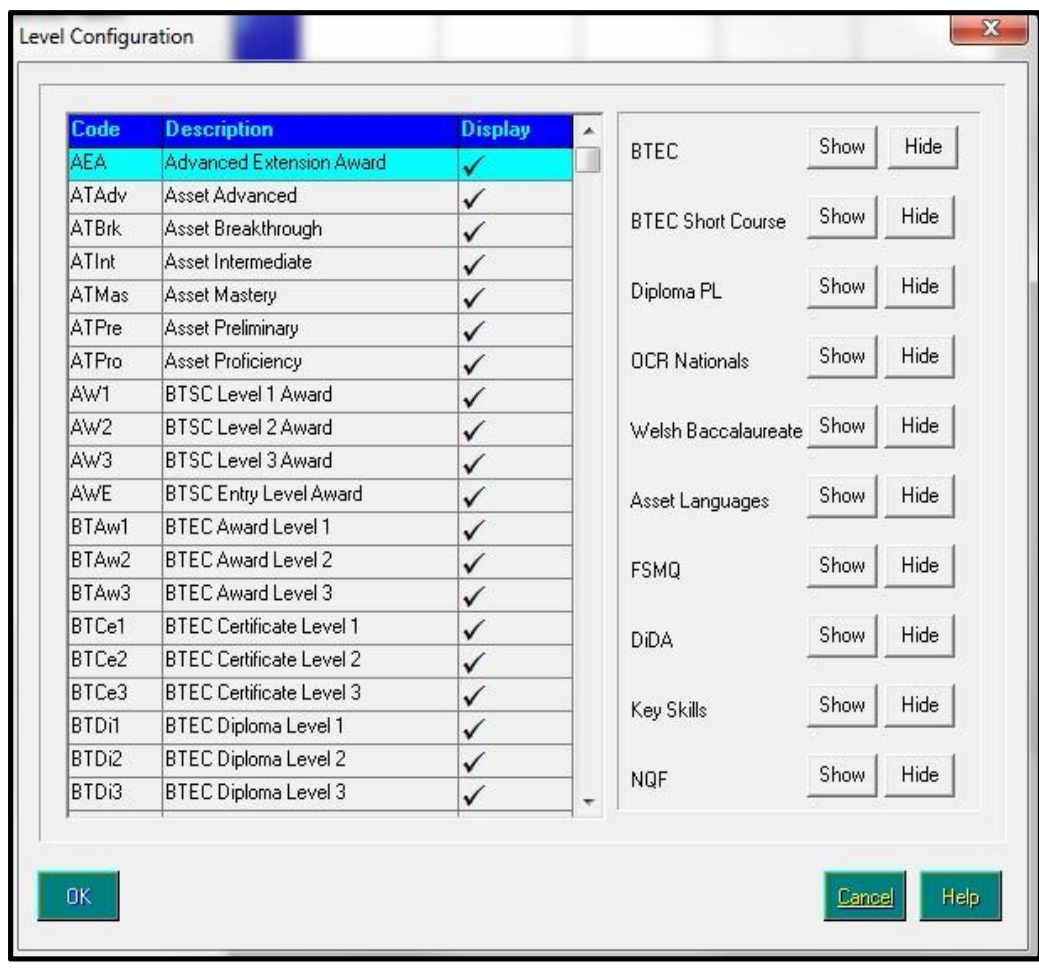 Level Configuration
Code Description Display
AEA Advanced Extension Award
ATAdv Asset Advanced
ATBrk Asset Breakthrough
ATInt Asset Intermediate
ATMas Asset Mastery
ATPre Asset Preliminary
ATPro Asset Proficiency
AW1 BTSC Level 1 Award
AW2 BTSC Level 2 Award
AW3 BTSC Level 3 Award
AWE BTSC Entry Level Award
BTAw1 BTEC Award Level 1
BTAw2 BTEC Award Level 2
BTAw3 BTEC Award Level 3
BTCe1 BTEC Certificate Level 1
BTCe2 BTEC Certificate Level 2
BTCe3 BTEC Certificate Level 3
BTDi1 BTEC Diploma Level 1
BTDi2 BTEC Diploma Level 2
BTDi3 BTEC Diploma Level 3
BTEC Show Hide
BTEC Short Course Show Hide
Diploma PL Show Hide
OCR Nationals Show Hide
Welsh Baccalaureate Show Hide
Asset Languages Show Hide
FSMQ Show Hide
DiDA Show Hide
Key Skills Show Hide
NQF Show Hide
OK Cancel Help